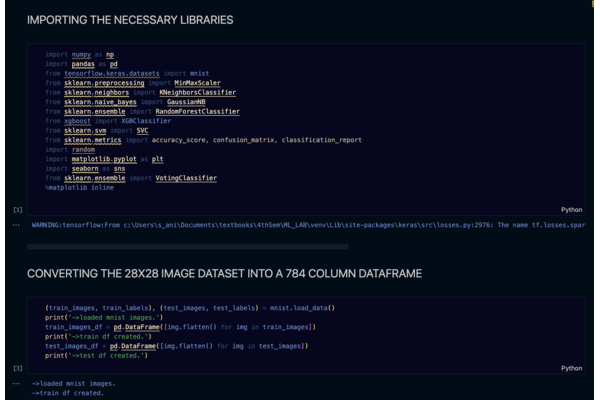 IMPORTING THE NECESSARY LIBRARIES
import numpy as np
import pandas as pd
from tensorflow.keras.datasets import mnist
from sklearn.preprocessing import MinMaxScaler
from sklearn.neighbors import KNeighborsClassifier
from sklearn.naive_bayes import GaussianNB
from sklearn.ensemble import RandomForestClassifier
from xgboost import XGBClassifier
from sklearn.svm import SVC
from sklearn.metrics import accuracy_score, confusion_matrix, classification_report
import random
import matplotlib.pyplot as plt
import seaborn as sns
from sklearn.ensemble import VotingClassifier
%matplotlib inline
[1]
Python
... WARNING:tensorflow:From c:\Users\s_ani\Documents\textbooks\4thSem\ML_LAB\venv\Lib\site-packages\keras\src\losses.py:2976: The name tf.losses.spar
CONVERTING THE 28X28 IMAGE DATASET INTO A 784 COLUMN DATAFRAME
(train_images, train_labels), (test_images, test_labels) = mnist.load_data()
print('->loaded mnist images.')
train_images_df = pd.DataFrame([img.flatten() for img in train_images])
print('->train df created.')
test_images_df = pd.DataFrame([img.flatten() for img in test_images])
print('->test df created.')
[3]
Python
... ->loaded mnist images.
->train df created.